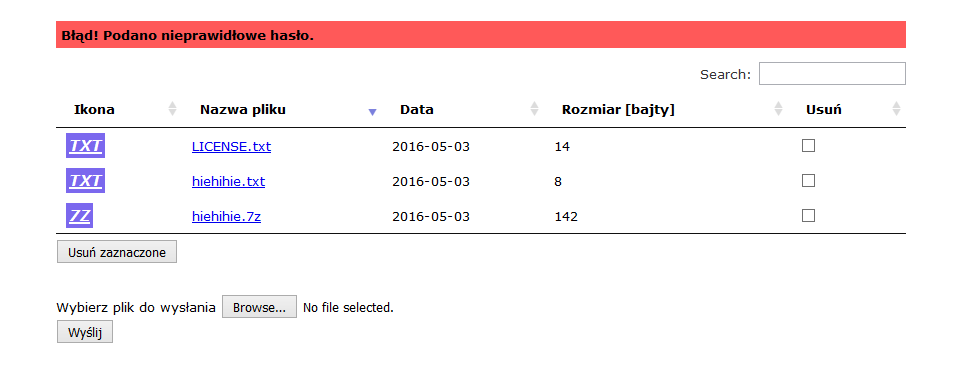 Błąd! Podano nieprawidłowe hasło.
Search:
Ikona Nazwa pliku Data Rozmiar [bajty] Usuń
TXT LICENSE.txt 2016-05-03 14
TXT hiehihie.txt 2016-05-03 8
7Z hiehihie.7z 2016-05-03 142
Usuń zaznaczone
Wybierz plik do wysłania Browse... No file selected.
Wyślij